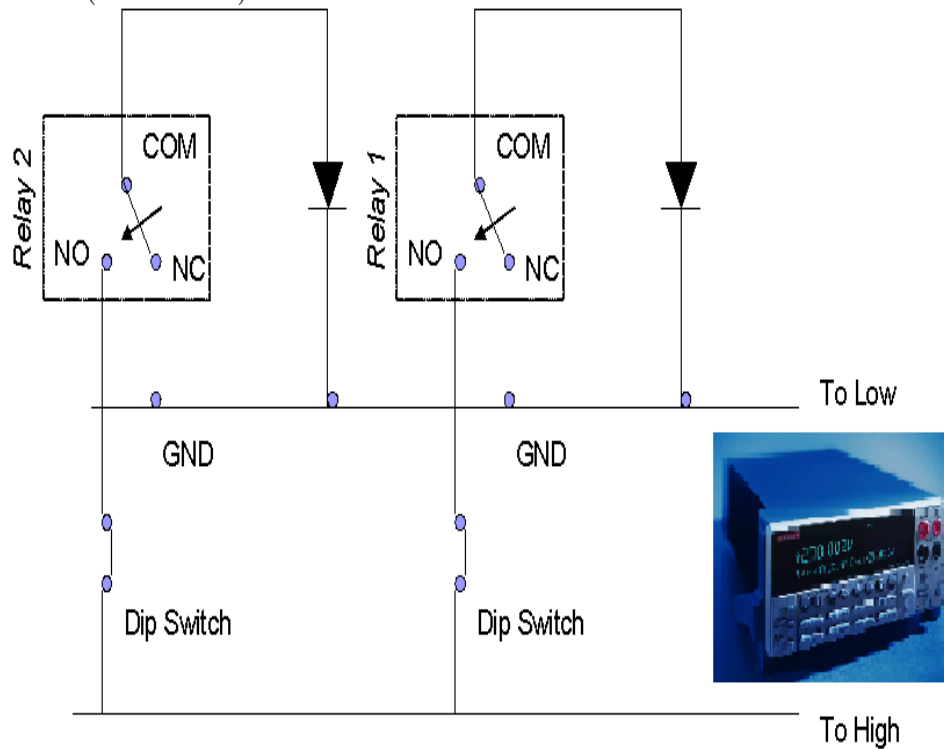 COM
COM
Relay 2
Relay 1
NO
NC
NO
NC
To Low
GND
GND
Dip Switch
Dip Switch
To High